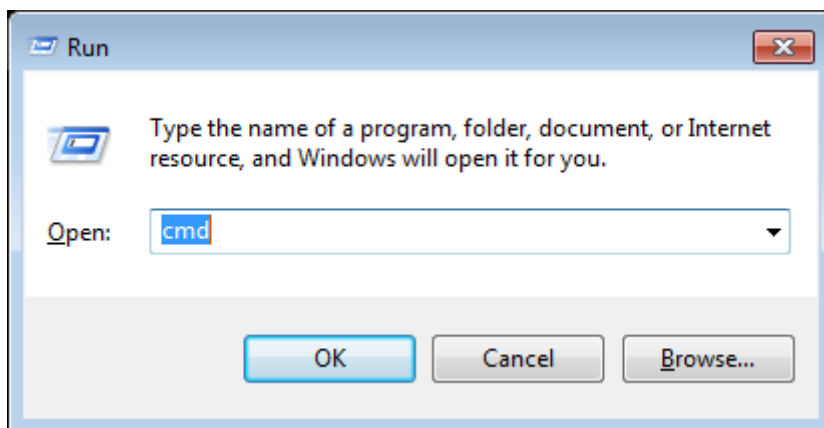 Run
Type the name of a program, folder, document, or Internet
resource, and Windows will open it for you.
Open: cmd
OK Cancel Browse...